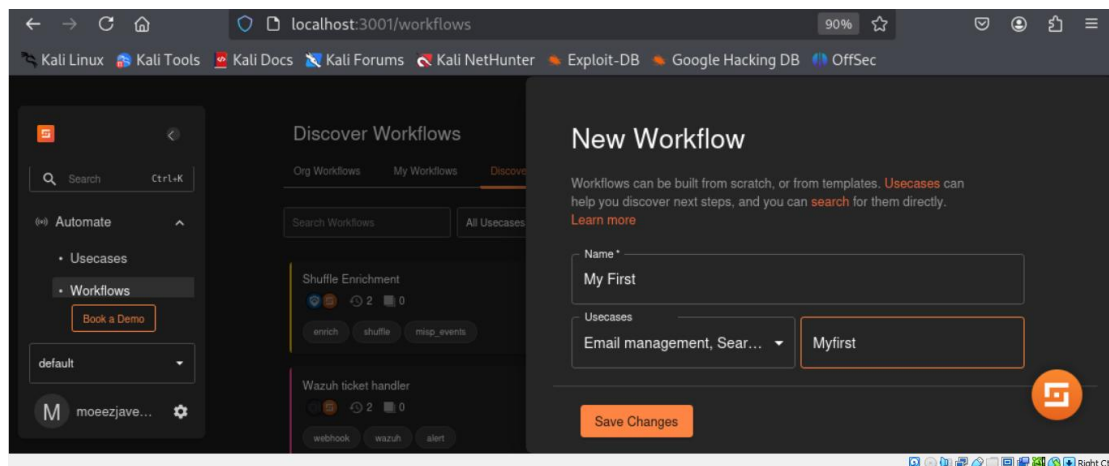 localhost:3001/workflows
90%
Kali Linux Kali Tools Kali Docs Kali Forums Kali NetHunter Exploit-DB Google Hacking DB OffSec
Search Ctrl+K
Automate
Usecases
Workflows
Book a Demo
default
M moeezjave...
Discover Workflows
Org Workflows My Workflows Discove
Search Workflows All Usecases
Shuffle Enrichment
2 0
enrich shuffle misp_events
Wazuh ticket handler
2 0
webhook wazuh alert
New Workflow
Workflows can be built from scratch, or from templates. Usecases can
help you discover next steps, and you can search for them directly.
Learn more
Name *
My First
Usecases
Email management, Sear... Myfirst
Save Changes
Right Ct